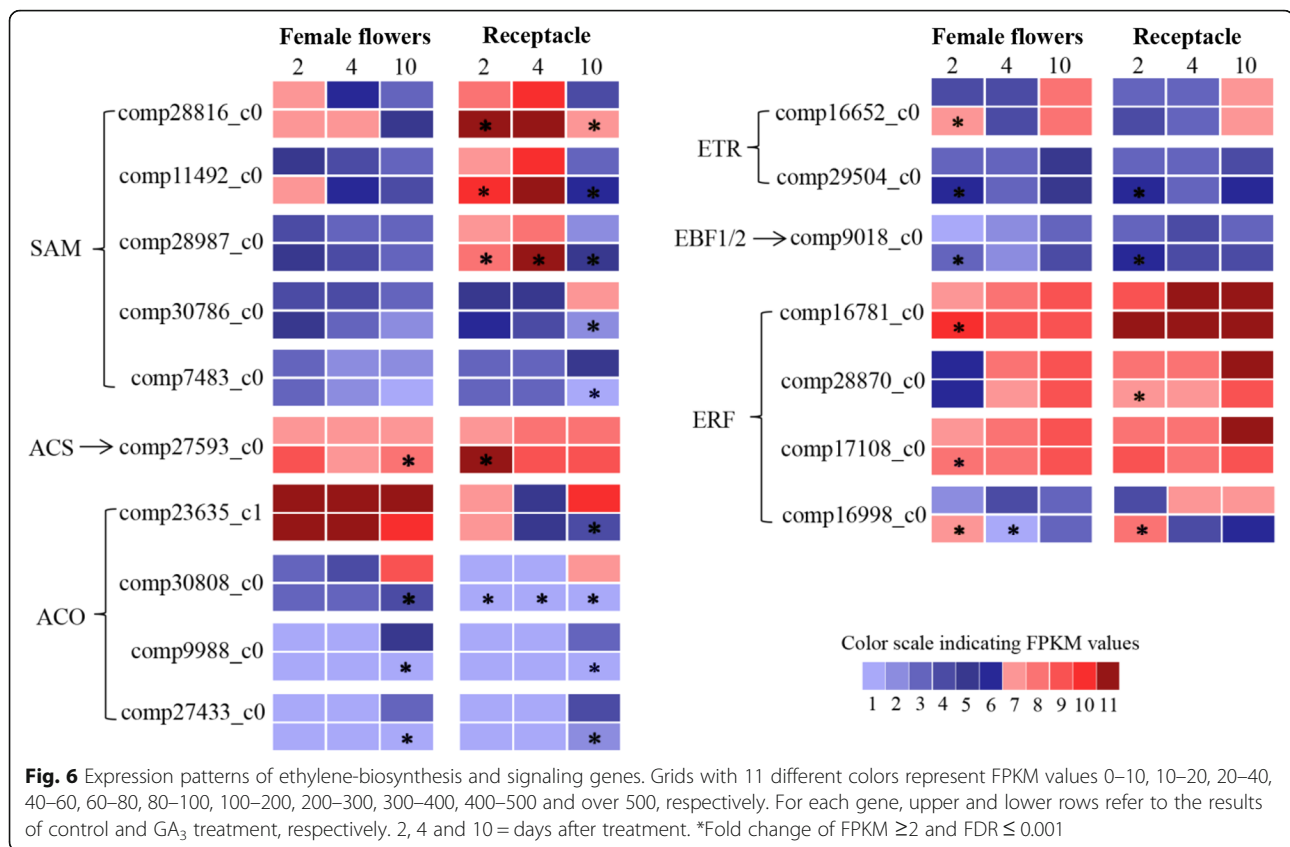 Female flowers Receptacle
2 4 10 2 4 10
SAM
comp28816_c0
* *
comp11492_c0
* *
comp28987_c0
* * *
comp30786_c0
*
comp7483_c0
*
ACS → comp27593_c0
* *
ACO
comp23635_c1
*
comp30808_c0
* * * *
comp9988_c0
* *
comp27433_c0
* *
Female flowers Receptacle
2 4 10 2 4 10
ETR
comp16652_c0
*
comp29504_c0
* *
EBF1/2 → comp9018_c0
* *
ERF
comp16781_c0
*
comp28870_c0
*
comp17108_c0
*
comp16998_c0
* * *
Color scale indicating FPKM values
1 2 3 4 5 6 7 8 9 10 11
Fig. 6 Expression patterns of ethylene-biosynthesis and signaling genes. Grids with 11 different colors represent FPKM values 0–10, 10–20, 20–40,
40–60, 60–80, 80–100, 100–200, 200–300, 300–400, 400–500 and over 500, respectively. For each gene, upper and lower rows refer to the results
of control and GA₃ treatment, respectively. 2, 4 and 10 = days after treatment. *Fold change of FPKM ≥2 and FDR ≤ 0.001